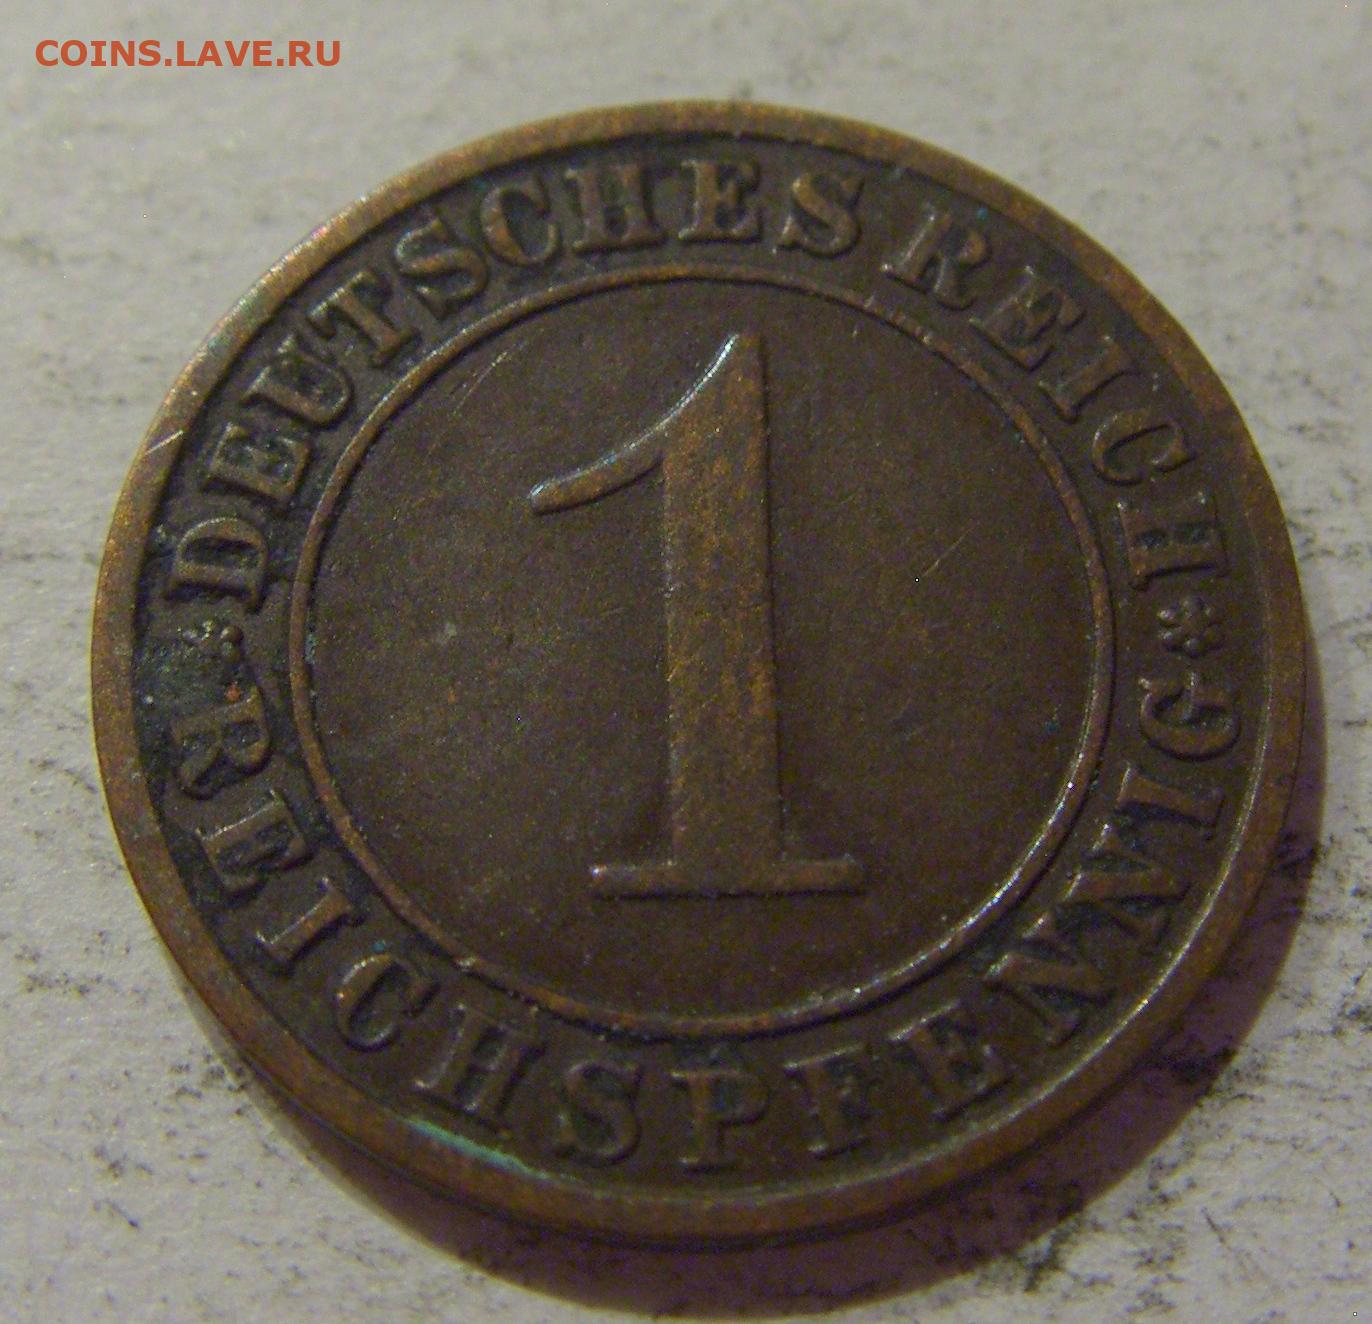 COINS.LAVE.RU
DEUTSCHES REICH
1
REICHSPFENNIG